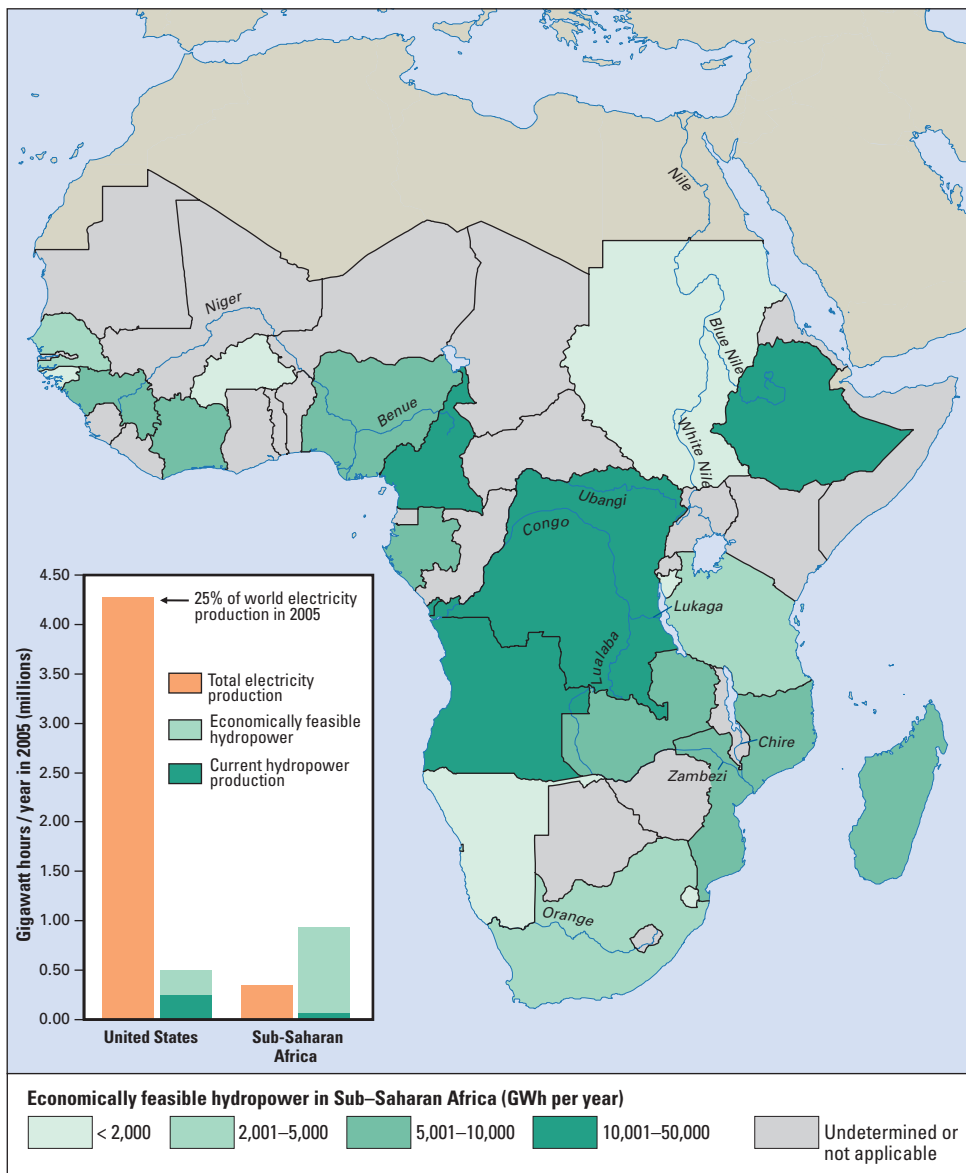 Nile
Niger
Blue Nile
Benue
White Nile
Ubangi
Congo
Lukaga
Lualaba
Chire
Zambezi
Orange
Gigawatt hours / year in 2005 (millions)
4.50
4.00
3.50
3.00
2.50
2.00
1.50
1.00
0.50
0.00
25% of world electricity
production in 2005
Total electricity
production
Economically feasible
hydropower
Current hydropower
production
United States
Sub-Saharan
Africa
Economically feasible hydropower in Sub–Saharan Africa (GWh per year)
< 2,000
2,001–5,000
5,001–10,000
10,001–50,000
Undetermined or
not applicable